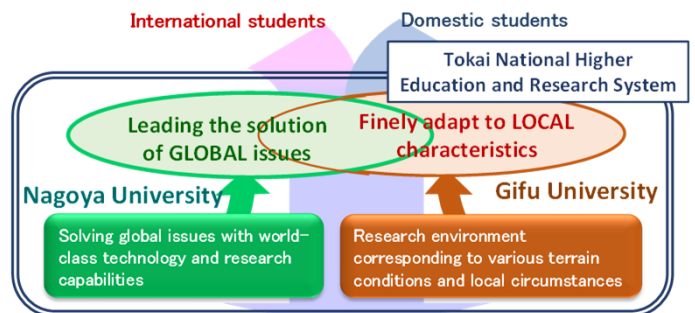 International students
Domestic students
Tokai National Higher
Education and Research System
Leading the solution
of GLOBAL issues
Finely adapt to LOCAL
characteristics
Nagoya University
Gifu University
Solving global issues with world-
class technology and research
capabilities
Research environment
corresponding to various terrain
conditions and local circumstances